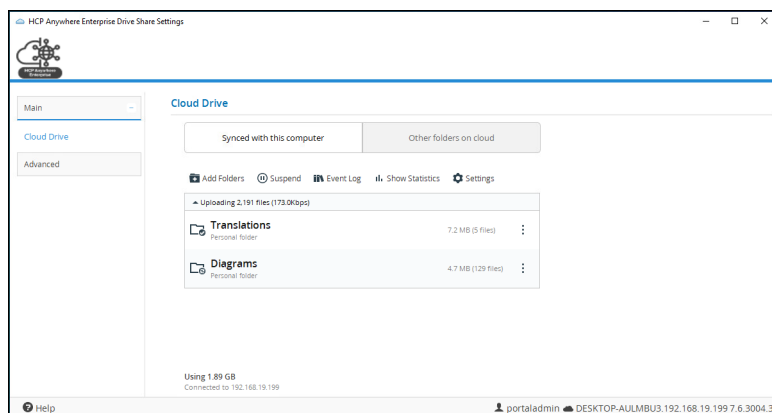 HCP Anywhere Enterprise Drive Share Settings
HCP Anywhere
Enterprise
Main
Cloud Drive
Advanced
Cloud Drive
Synced with this computer
Other folders on cloud
Add Folders Suspend Event Log Show Statistics Settings
Uploading 2,191 files (173.0Kbps)
Translations
Personal folder
7.2 MB (5 files)
Diagrams
Personal folder
4.7 MB (129 files)
Using 1.89 GB
Connected to 192.168.19.199
Help
portaladmin DESKTOP-AULMBU3.192.168.19.199 7.6.3004.3